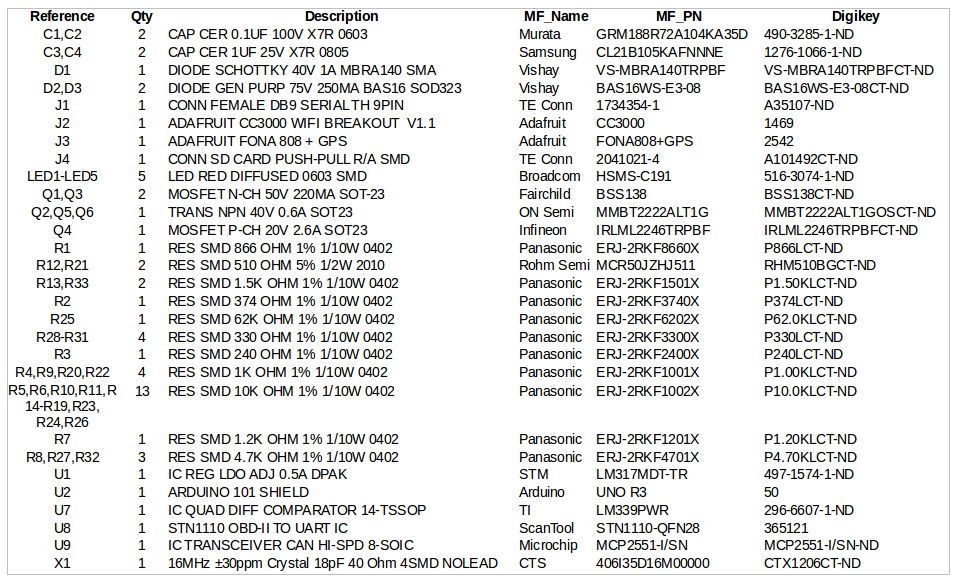 Reference Qty Description MF_Name MF_PN Digikey
C1,C2 2 CAP CER 0.1UF 100V X7R 0603 Murata GRM188R72A104KA35D 490-3285-1-ND
C3,C4 2 CAP CER 1UF 25V X7R 0805 Samsung CL21B105KAFNNNE 1276-1066-1-ND
D1 1 DIODE SCHOTTKY 40V 1A MBRA140 SMA Vishay VS-MBRA140TRPBF VS-MBRA140TRPBFCT-ND
D2,D3 2 DIODE GEN PURP 75V 250MA BAS16 SOD323 Vishay BAS16WS-E3-08 BAS16WS-E3-08CT-ND
J1 1 CONN FEMALE DB9 SERIAL TH 9PIN TE Conn 1734354-1 A35107-ND
J2 1 ADAFRUIT CC3000 WIFI BREAKOUT V1.1 Adafruit CC3000 1469
J3 1 ADAFRUIT FONA 808 + GPS Adafruit FONA808+GPS 2542
J4 1 CONN SD CARD PUSH-PULL R/A SMD TE Conn 2041021-4 A101492CT-ND
LED1-LED5 5 LED RED DIFFUSED 0603 SMD Broadcom HSMS-C191 516-3074-1-ND
Q1,Q3 2 MOSFET N-CH 50V 220MA SOT-23 Fairchild BSS138 BSS138CT-ND
Q2,Q5,Q6 1 TRANS NPN 40V 0.6A SOT23 ON Semi MMBT2222ALT1G MMBT2222ALT1GOSCT-ND
Q4 1 MOSFET P-CH 20V 2.6A SOT23 Infineon IRLML2246TRPBF IRLML2246TRPBFCT-ND
R1 1 RES SMD 866 OHM 1% 1/10W 0402 Panasonic ERJ-2RKF8660X P866LCT-ND
R12,R21 2 RES SMD 510 OHM 5% 1/2W 2010 Rohm Semi MCR50JZHJ511 RHM510BGCT-ND
R13,R33 2 RES SMD 1.5K OHM 1% 1/10W 0402 Panasonic ERJ-2RKF1501X P1.50KLCT-ND
R2 1 RES SMD 374 OHM 1% 1/10W 0402 Panasonic ERJ-2RKF3740X P374LCT-ND
R25 1 RES SMD 62K OHM 1% 1/10W 0402 Panasonic ERJ-2RKF6202X P62.0KLCT-ND
R28-R31 4 RES SMD 330 OHM 1% 1/10W 0402 Panasonic ERJ-2RKF3300X P330LCT-ND
R3 1 RES SMD 240 OHM 1% 1/10W 0402 Panasonic ERJ-2RKF2400X P240LCT-ND
R4,R9,R20,R22 4 RES SMD 1K OHM 1% 1/10W 0402 Panasonic ERJ-2RKF1001X P1.00KLCT-ND
R5,R6,R10,R11,R 13 RES SMD 10K OHM 1% 1/10W 0402 Panasonic ERJ-2RKF1002X P10.0KLCT-ND
14-R19,R23,
R24,R26
R7 1 RES SMD 1.2K OHM 1% 1/10W 0402 Panasonic ERJ-2RKF1201X P1.20KLCT-ND
R8,R27,R32 3 RES SMD 4.7K OHM 1% 1/10W 0402 Panasonic ERJ-2RKF4701X P4.70KLCT-ND
U1 1 IC REG LDO ADJ 0.5A DPAK STM LM317MDT-TR 497-1574-1-ND
U2 1 ARDUINO 101 SHIELD Arduino UNO R3 50
U7 1 IC QUAD DIFF COMPARATOR 14-TSSOP TI LM339PWR 296-6607-1-ND
U8 1 STN1110 OBD-II TO UART IC ScanTool STN1110-QFN28 365121
U9 1 IC TRANSCEIVER CAN HI-SPD 8-SOIC Microchip MCP2551-I/SN MCP2551-I/SN-ND
X1 1 16MHz ±30ppm Crystal 18pF 40 Ohm 4SMD NOLEAD CTS 406I35D16M00000 CTX1206CT-ND